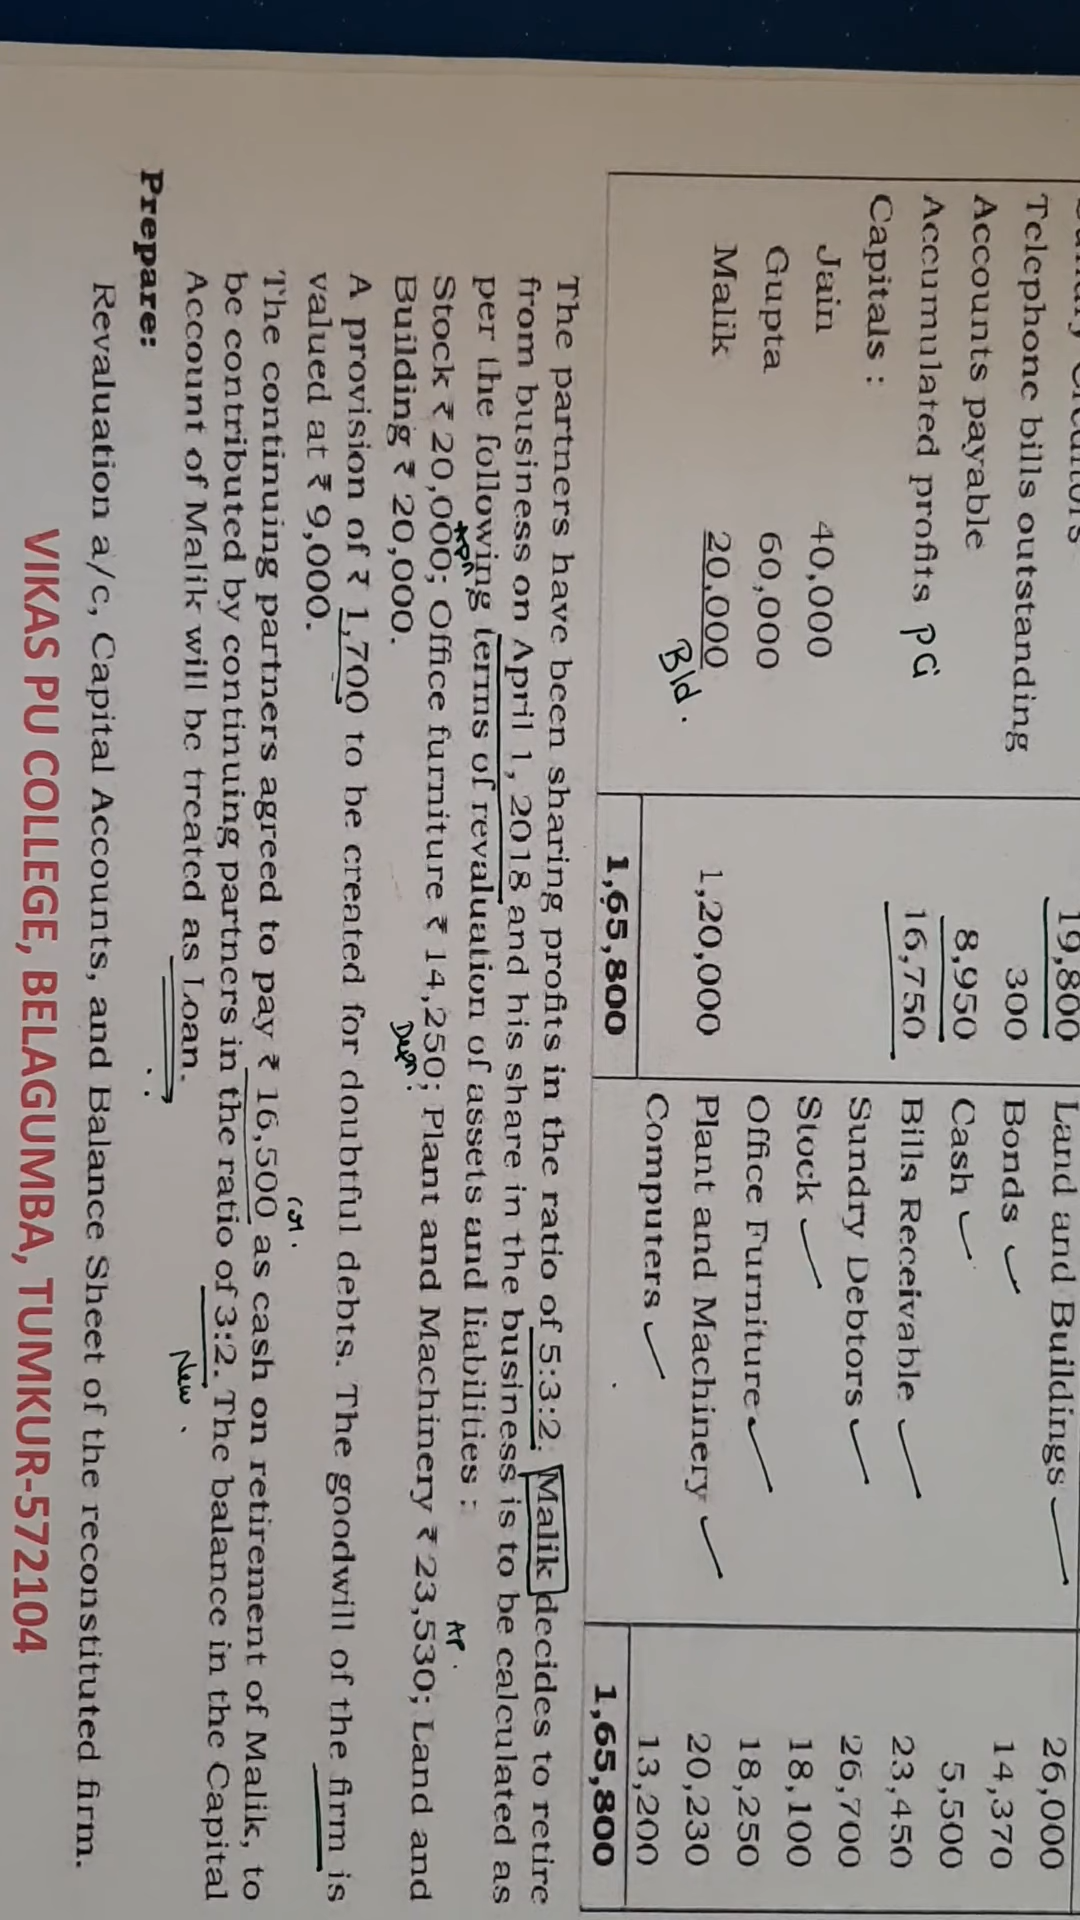 19,800 Land and Buildings 26,000
Telephone bills outstanding 300 Bonds 14,370
Accounts payable 8,950 Cash 5,500
Accumulated profits PG 16,750 Bills Receivable 23,450
Capitals : Sundry Debtors 26,700
Jain 40,000 Stock 18,100
Gupta 60,000 Office Furniture 18,250
Malik 20,000 1,20,000 Plant and Machinery 20,230
Bld. Computers 13,200
1,65,800 1,65,800
The partners have been sharing profits in the ratio of 5:3:2. Malik decides to retire
from business on April 1, 2018 and his share in the business is to be calculated as
per the following terms of revaluation of assets and liabilities :
Stock ₹ 20,000; Office furniture ₹ 14,250; Plant and Machinery ₹ 23,530; Land and
Building ₹ 20,000.
A provision of ₹ 1,700 to be created for doubtful debts. The goodwill of the firm is
valued at ₹ 9,000.
The continuing partners agreed to pay ₹ 16,500 as cash on retirement of Malik, to
be contributed by continuing partners in the ratio of 3:2. The balance in the Capital
New.
Account of Malik will be treated as Loan.
Prepare:
Revaluation a/c, Capital Accounts, and Balance Sheet of the reconstituted firm.
VIKAS PU COLLEGE, BELAGUMBA, TUMKUR-572104